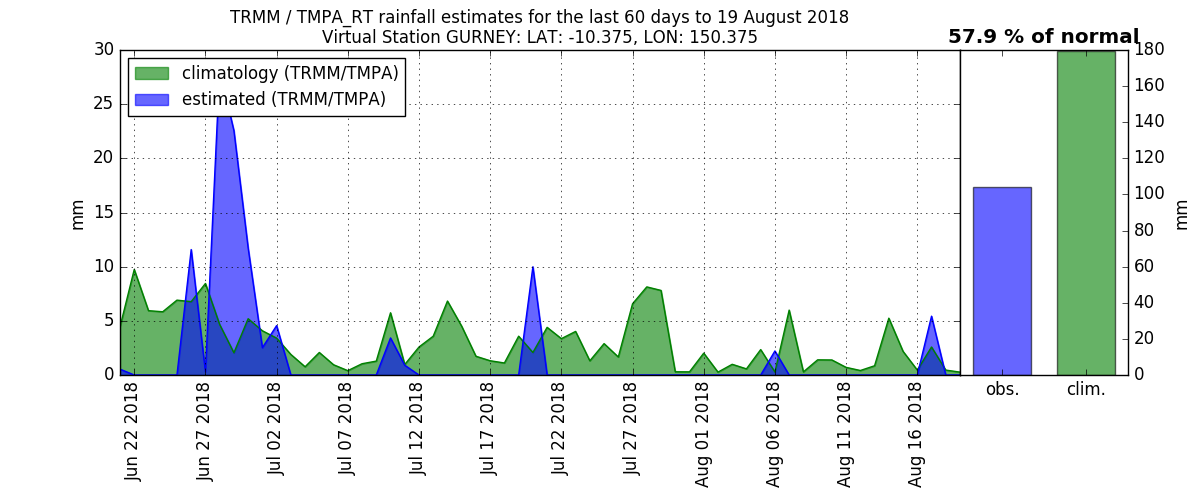 TRMM / TMPA_RT rainfall estimates for the last 60 days to 19 August 2018
Virtual Station GURNEY: LAT: -10.375, LON: 150.375
57.9 % of normal
climatology (TRMM/TMPA)
estimated (TRMM/TMPA)
mm
30
25
20
15
10
5
0
Jun 22 2018
Jun 27 2018
Jul 02 2018
Jul 07 2018
Jul 12 2018
Jul 17 2018
Jul 22 2018
Jul 27 2018
Aug 01 2018
Aug 06 2018
Aug 11 2018
Aug 16 2018
obs.
clim.
180
160
140
120
100
80
60
40
20
0
mm